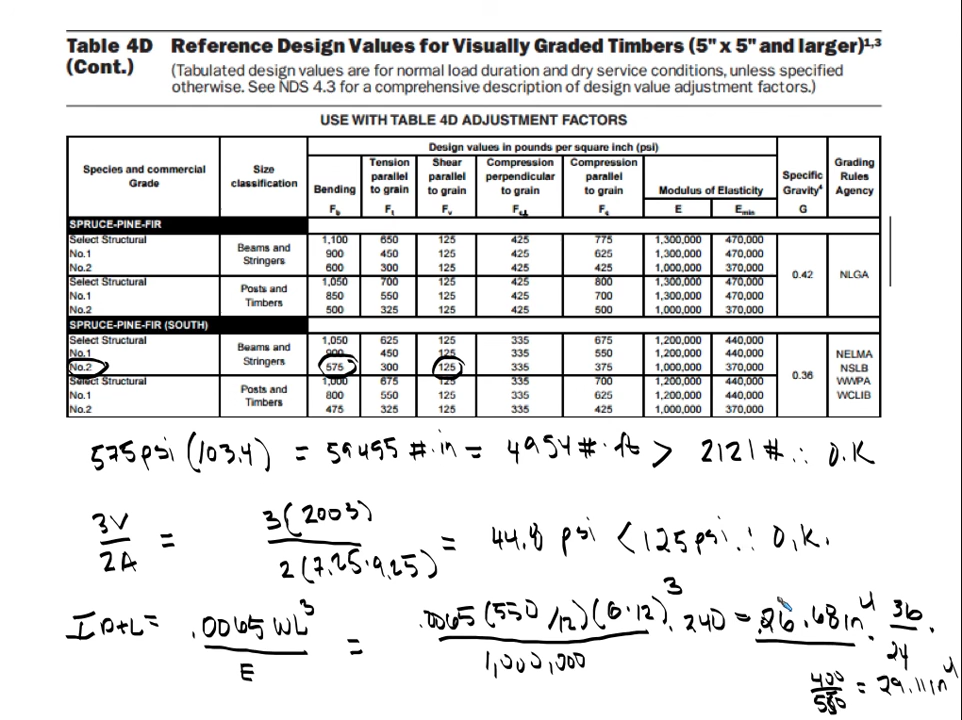 Table 4D Reference Design Values for Visually Graded Timbers (5" x 5" and larger)1,3
(Cont.) (Tabulated design values are for normal load duration and dry service conditions, unless specified
otherwise. See NDS 4.3 for a comprehensive description of design value adjustment factors.)
USE WITH TABLE 4D ADJUSTMENT FACTORS
Design values in pounds per square inch (psi)
Species and commercial Grade
Size classification
Bending Fb
Tension parallel to grain Ft
Shear parallel to grain Fv
Compression perpendicular to grain Fc⊥
Compression parallel to grain Fc
Modulus of Elasticity
E Emin
Specific Gravity4 G
Grading Rules Agency
SPRUCE-PINE-FIR
Select Structural 1,100 650 125 425 775 1,300,000 470,000
No.1 Beams and Stringers 900 450 125 425 625 1,300,000 470,000
No.2 600 300 125 425 425 1,000,000 370,000
0.42 NLGA
Select Structural 1,050 700 125 425 800 1,300,000 470,000
No.1 Posts and Timbers 850 550 125 425 700 1,300,000 470,000
No.2 500 325 125 425 500 1,000,000 370,000
SPRUCE-PINE-FIR (SOUTH)
Select Structural 1,050 625 125 335 675 1,200,000 440,000
No.1 Beams and Stringers 900 450 125 335 550 1,200,000 440,000
No.2 575 300 125 335 375 1,000,000 370,000
0.36 NELMA NSLB WWPA WCLIB
Select Structural 1,000 675 125 335 700 1,200,000 440,000
No.1 Posts and Timbers 800 550 125 335 625 1,200,000 440,000
No.2 475 325 125 335 425 1,000,000 370,000
575psi (103.4) = 59455 #·in = 4954 #·ft > 2121 # ∴ O.K
3V/2A = 3(2003)/2(7.25·9.25) = 44.8 psi < 125psi ∴ O.K.
I D+L = .0065 WL³/E = .0065 (550/12)(6·12)³/1,000,000 · 240 = .68 in⁴ · 36/24 ·
= 29.11 in⁴